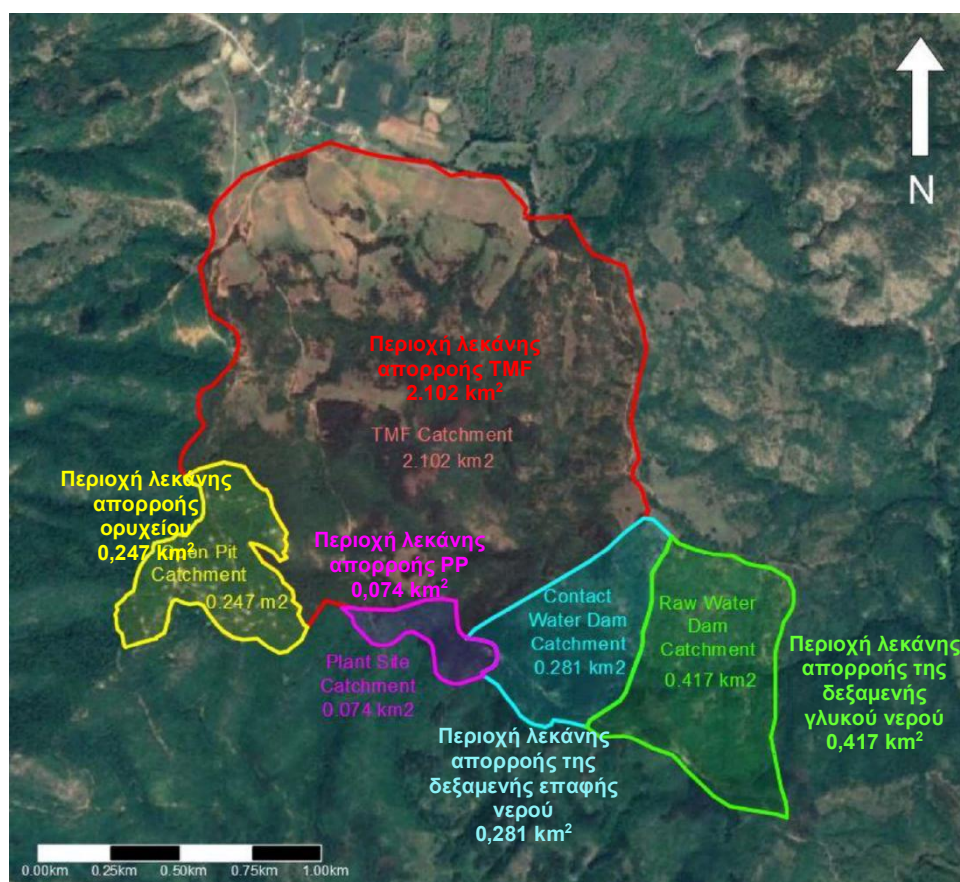 N
Περιοχή λεκάνης
απορροής TMF
2.102 km²
TMF Catchment
2.102 km2
Περιοχή λεκάνης
απορροής
ορυχείου
0,247 km²
Pit
Catchment
0.247 m2
Περιοχή λεκάνης
απορροής PP
0,074 km²
Plant Site
Catchment
0.074 km2
Contact
Water Dam
Catchment
0.281 km2
Raw Water
Dam
Catchment
0.417 km2
Περιοχή λεκάνης
απορροής της
δεξαμενής
γλυκού νερού
0,417 km²
Περιοχή λεκάνης
απορροής της
δεξαμενής επαφής
νερού
0,281 km²
0.00km 0.25km 0.50km 0.75km 1.00km